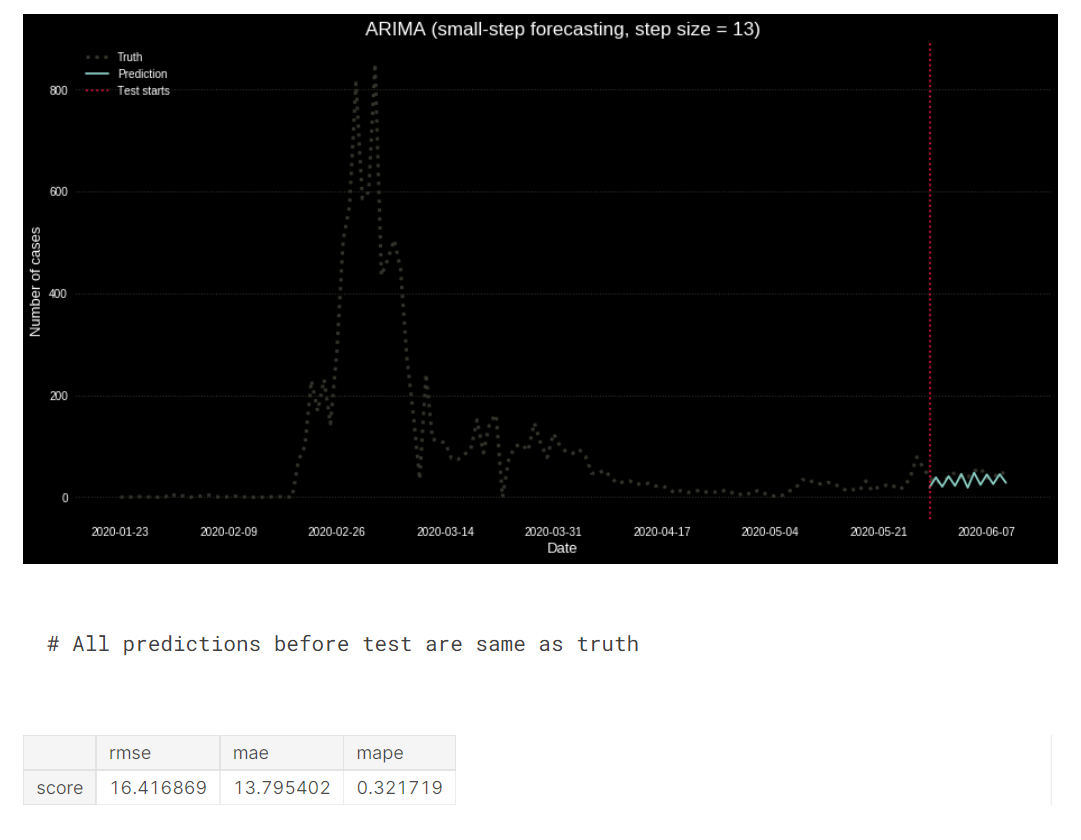 ARIMA (small-step forecasting, step size = 13)
Truth
Prediction
Test starts
800
600
400
200
0
Number of cases
2020-01-23 2020-02-09 2020-02-26 2020-03-14 2020-03-31 2020-04-17 2020-05-04 2020-05-21 2020-06-07
Date
# All predictions before test are same as truth
rmse mae mape
score 16.416869 13.795402 0.321719